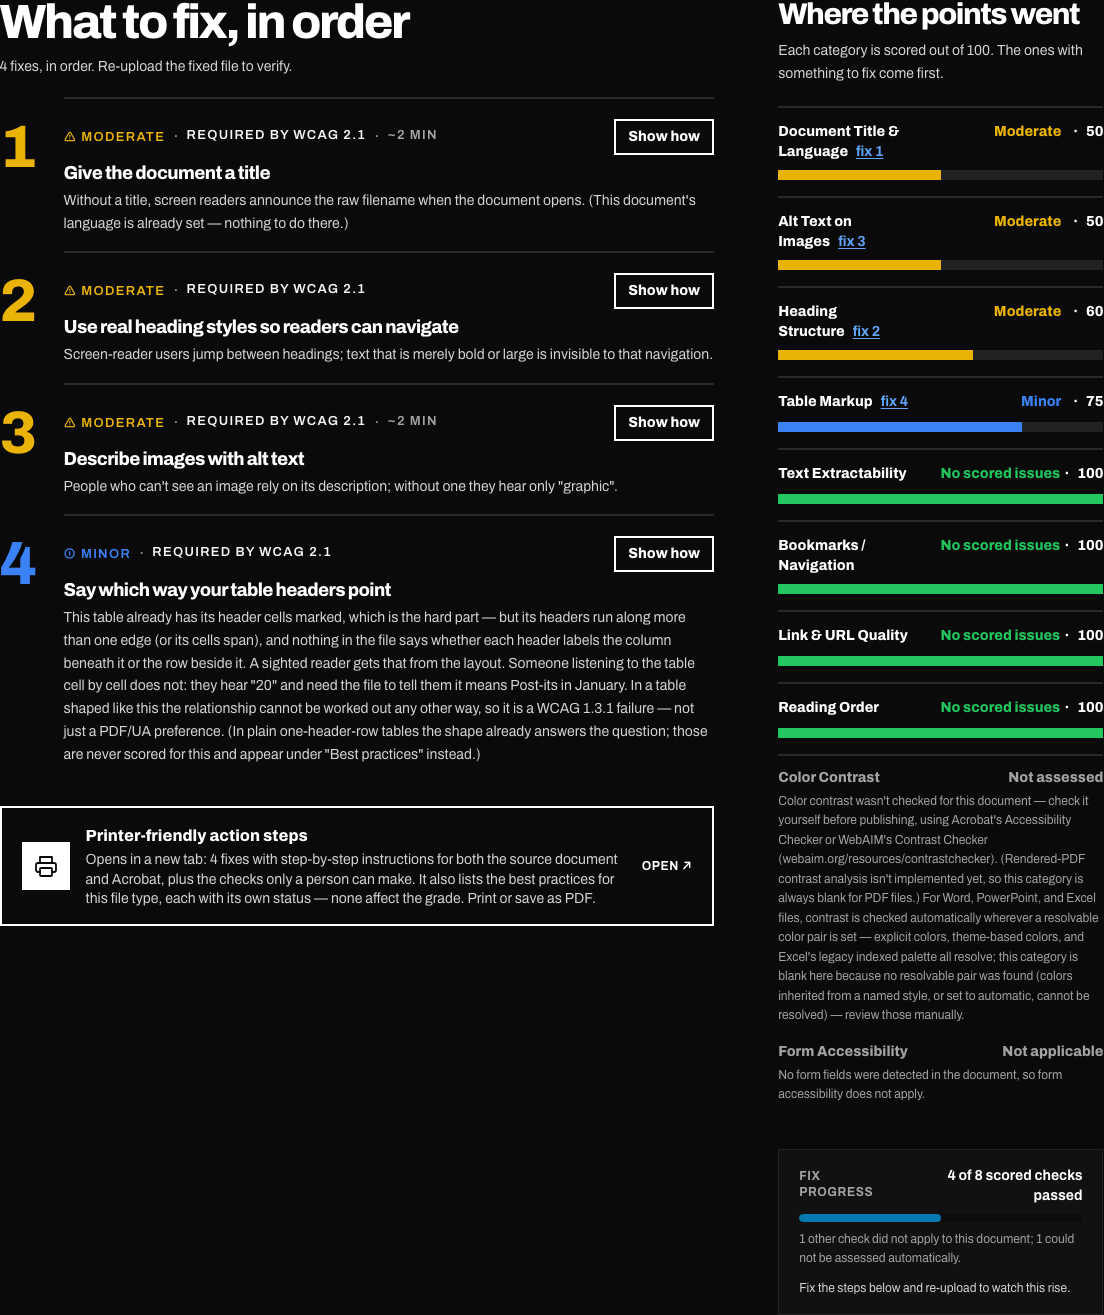 What to fix, in order
4 fixes, in order. Re-upload the fixed file to verify.
1
MODERATE · REQUIRED BY WCAG 2.1 · ~2 MIN
Show how
Give the document a title
Without a title, screen readers announce the raw filename when the document opens. (This document's
language is already set — nothing to do there.)
2
MODERATE · REQUIRED BY WCAG 2.1
Show how
Use real heading styles so readers can navigate
Screen-reader users jump between headings; text that is merely bold or large is invisible to that navigation.
3
MODERATE · REQUIRED BY WCAG 2.1 · ~2 MIN
Show how
Describe images with alt text
People who can't see an image rely on its description; without one they hear only "graphic".
4
MINOR · REQUIRED BY WCAG 2.1
Show how
Say which way your table headers point
This table already has its header cells marked, which is the hard part — but its headers run along more
than one edge (or its cells span), and nothing in the file says whether each header labels the column
beneath it or the row beside it. A sighted reader gets that from the layout. Someone listening to the table
cell by cell does not: they hear "20" and need the file to tell them it means Post-its in January. In a table
shaped like this the relationship cannot be worked out any other way, so it is a WCAG 1.3.1 failure — not
just a PDF/UA preference. (In plain one-header-row tables the shape already answers the question; those
are never scored for this and appear under "Best practices" instead.)
Printer-friendly action steps
Opens in a new tab: 4 fixes with step-by-step instructions for both the source document
and Acrobat, plus the checks only a person can make. It also lists the best practices for
this file type, each with its own status — none affect the grade. Print or save as PDF.
OPEN ↗
Where the points went
Each category is scored out of 100. The ones with
something to fix come first.
Document Title &
Language fix 1
Moderate · 50
Alt Text on
Images fix 3
Moderate · 50
Heading
Structure fix 2
Moderate · 60
Table Markup fix 4
Minor · 75
Text Extractability
No scored issues · 100
Bookmarks /
Navigation
No scored issues · 100
Link & URL Quality
No scored issues · 100
Reading Order
No scored issues · 100
Color Contrast
Not assessed
Color contrast wasn't checked for this document — check it
yourself before publishing, using Acrobat's Accessibility
Checker or WebAIM's Contrast Checker
(webaim.org/resources/contrastchecker). (Rendered-PDF
contrast analysis isn't implemented yet, so this category is
always blank for PDF files.) For Word, PowerPoint, and Excel
files, contrast is checked automatically wherever a resolvable
color pair is set — explicit colors, theme-based colors, and
Excel's legacy indexed palette all resolve; this category is
blank here because no resolvable pair was found (colors
inherited from a named style, or set to automatic, cannot be
resolved) — review those manually.
Form Accessibility
Not applicable
No form fields were detected in the document, so form
accessibility does not apply.
FIX
PROGRESS
4 of 8 scored checks
passed
1 other check did not apply to this document; 1 could
not be assessed automatically.
Fix the steps below and re-upload to watch this rise.